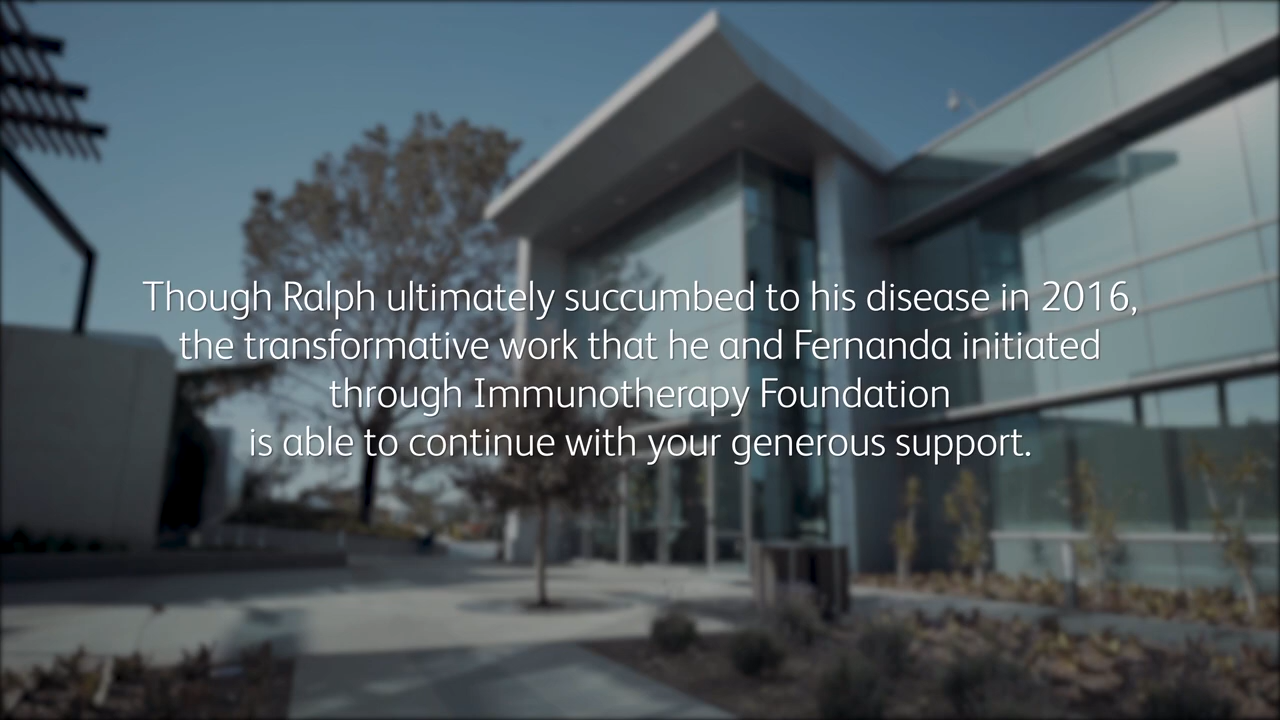 Though Ralph ultimately succumbed to his disease in 2016,
the transformative work that he and Fernanda initiated
through Immunotherapy Foundation
is able to continue with your generous support.